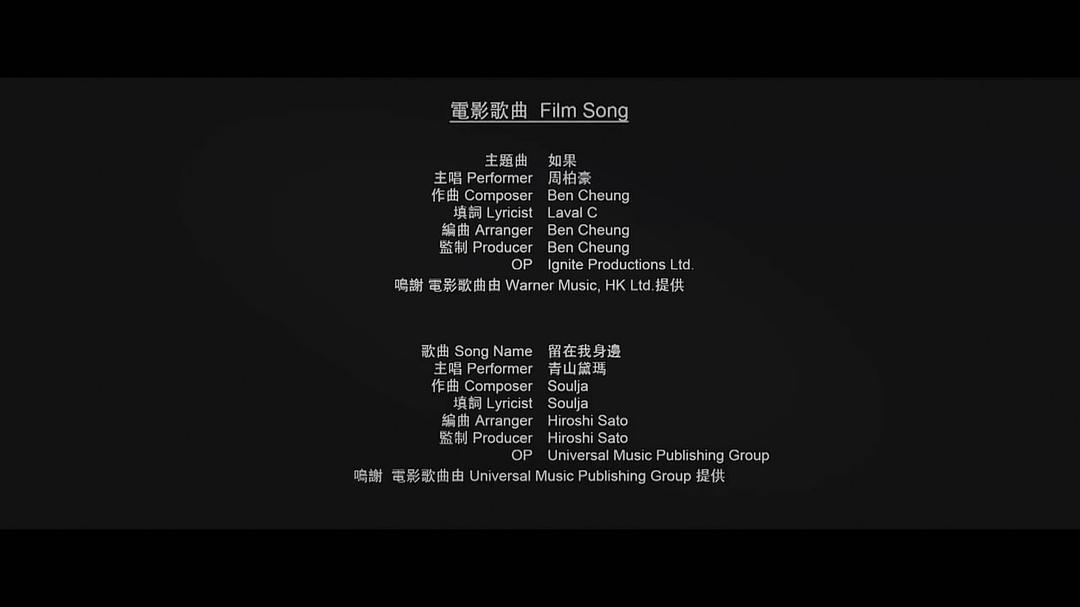 電影歌曲 Film Song
主題曲 如果
主唱 Performer 周柏豪
作曲 Composer Ben Cheung
填詞 Lyricist Laval C
編曲 Arranger Ben Cheung
監制 Producer Ben Cheung
OP Ignite Productions Ltd.
鳴謝 電影歌曲由 Warner Music, HK Ltd.提供
歌曲 Song Name 留在我身邊
主唱 Performer 青山黛瑪
作曲 Composer Soulja
填詞 Lyricist Soulja
編曲 Arranger Hiroshi Sato
監制 Producer Hiroshi Sato
OP Universal Music Publishing Group
鳴謝 電影歌曲由 Universal Music Publishing Group 提供